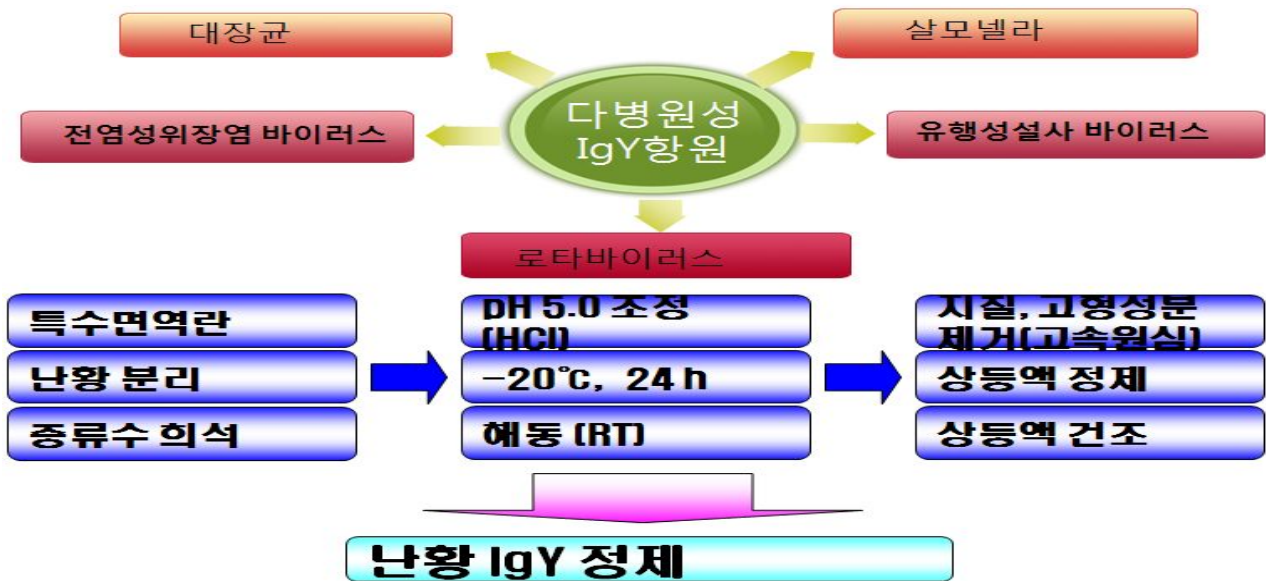 대장균
살모넬라
다병원성
IgY항원
전염성위장염 바이러스
유행성설사 바이러스
로타바이러스
특수면역란
난황 분리
증류수 희석
pH 5.0 조정
(HCl)
-20℃, 24 h
해동 (RT)
지질, 고형성분
제거(고속원심)
상등액 정제
상등액 건조
난황 IgY 정제